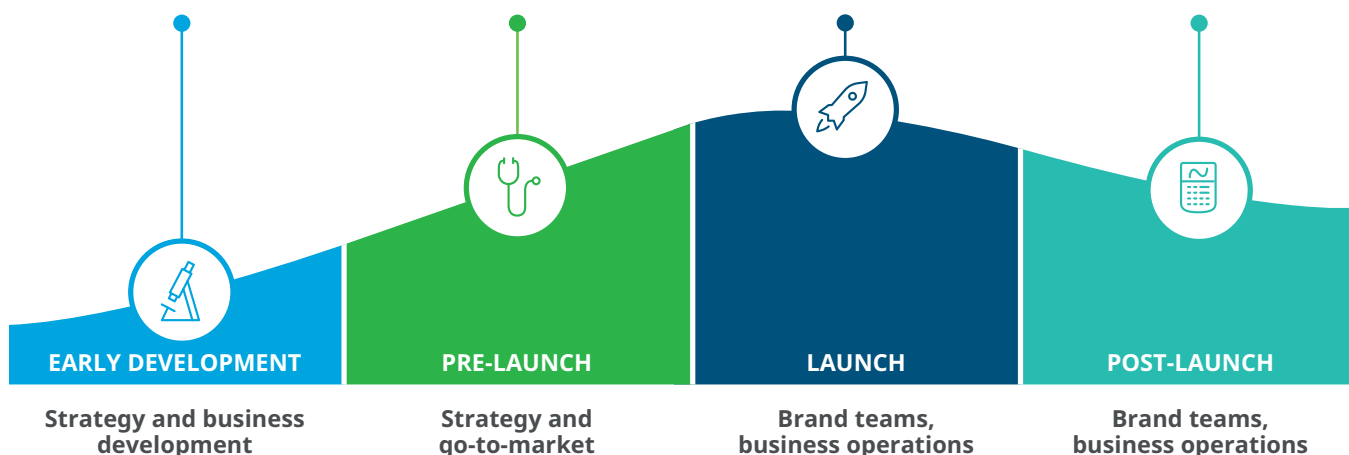 EARLY DEVELOPMENT
PRE-LAUNCH
LAUNCH
POST-LAUNCH
Strategy and business
development
Strategy and
go-to-market
Brand teams,
business operations
Brand teams,
business operations